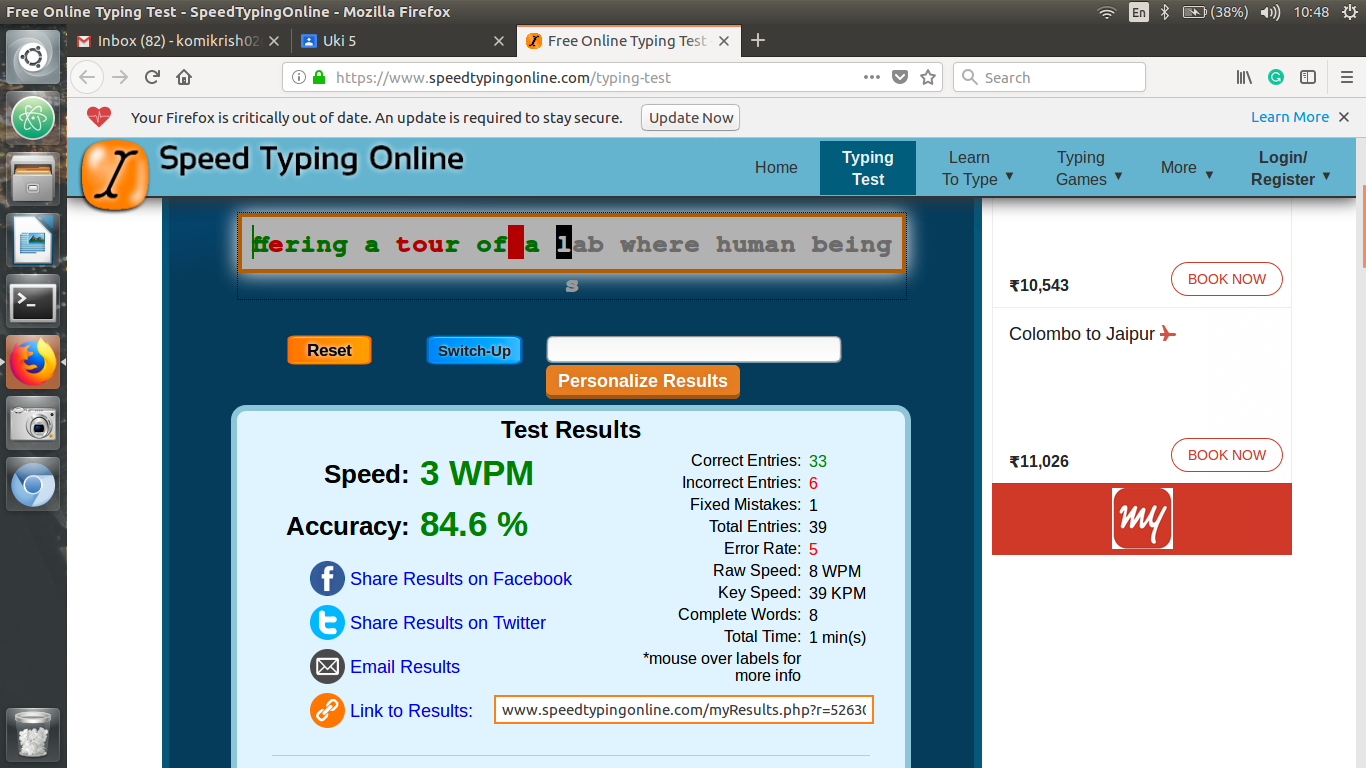 Free Online Typing Test - SpeedTypingOnline - Mozilla Firefox
En
(38%)
10:48
Inbox (82) - komikrish02
Uki 5
Free Online Typing Test
https://www.speedtypingonline.com/typing-test
Search
Your Firefox is critically out of date. An update is required to stay secure.
Update Now
Learn More
Speed Typing Online
Home
Typing Test
Learn To Type
Typing Games
More
Login/ Register
ffering a tour of a lab where human being
s
Reset
Switch-Up
Personalize Results
Test Results
Speed: 3 WPM
Accuracy: 84.6 %
Share Results on Facebook
Share Results on Twitter
Email Results
Link to Results:
www.speedtypingonline.com/myResults.php?r=5263
Correct Entries: 33
Incorrect Entries: 6
Fixed Mistakes: 1
Total Entries: 39
Error Rate: 5
Raw Speed: 8 WPM
Key Speed: 39 KPM
Complete Words: 8
Total Time: 1 min(s)
*mouse over labels for
more info
₹10,543
BOOK NOW
Colombo to Jaipur
₹11,026
BOOK NOW
my